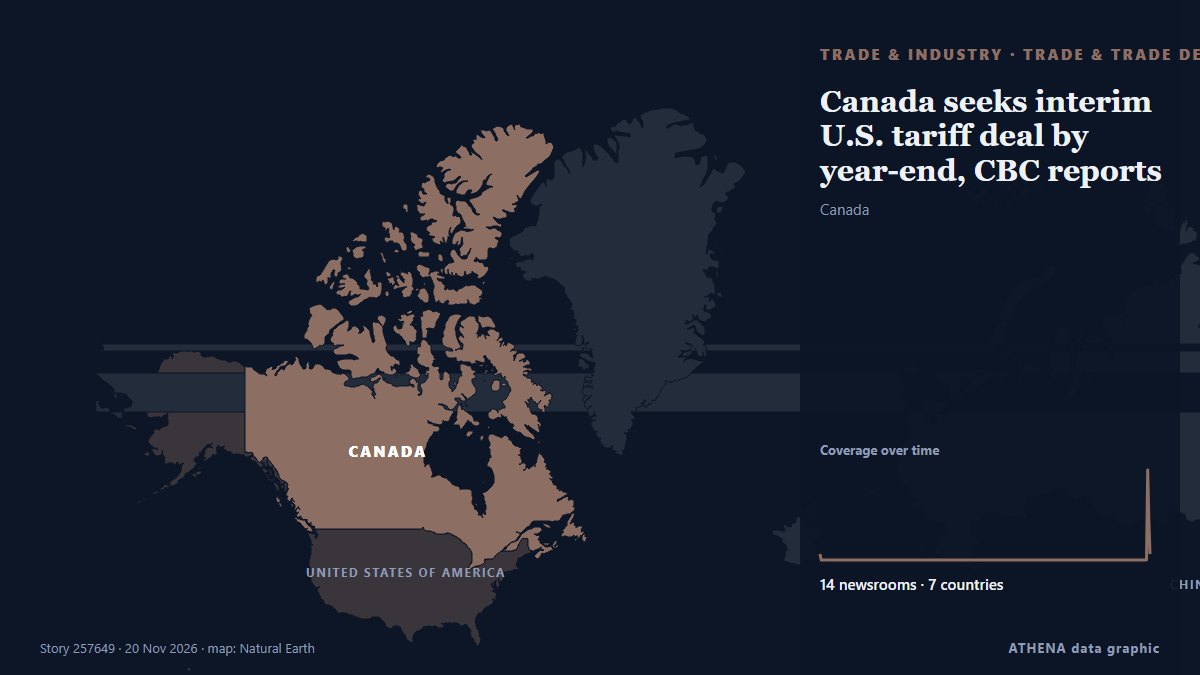 TRADE & INDUSTRY · TRADE & TRADE DE
Canada seeks interim
U.S. tariff deal by
year-end, CBC reports
Canada
CANADA
UNITED STATES OF AMERICA
Coverage over time
14 newsrooms · 7 countries
HIN
Story 257649 · 20 Nov 2026 · map: Natural Earth
ATHENA data graphic